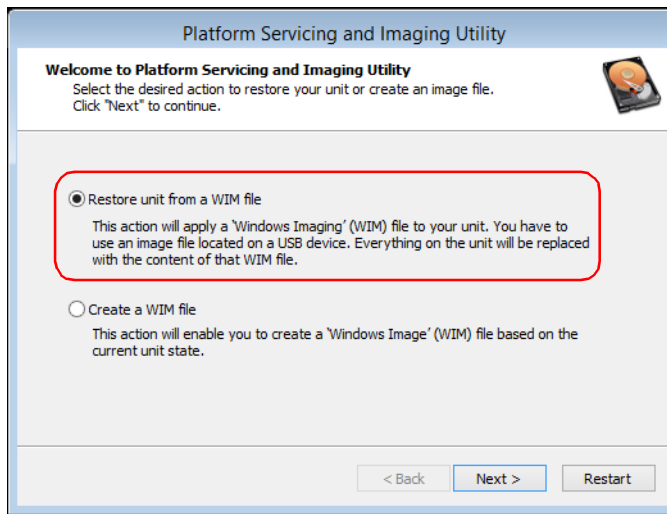 Platform Servicing and Imaging Utility
Welcome to Platform Servicing and Imaging Utility
Select the desired action to restore your unit or create an image file.
Click "Next" to continue.
Restore unit from a WIM file
This action will apply a ‘Windows Imaging’ (WIM) file to your unit. You have to
use an image file located on a USB device. Everything on the unit will be replaced
with the content of that WIM file.
Create a WIM file
This action will enable you to create a ‘Windows Image’ (WIM) file based on the
current unit state.
< Back Next > Restart